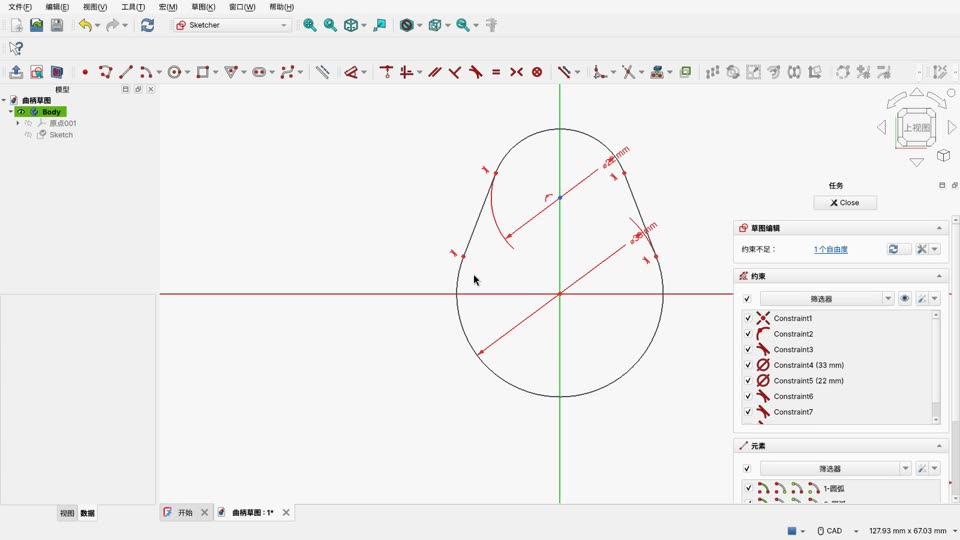 文件(F) 编辑(E) 视图(V) 工具(T) 宏(M) 草图(K) 窗口(W) 帮助(H)
Sketcher
模型
曲柄草图
Body
原点001
Sketch
上视图
⌀22 mm
任务
Close
草图编辑
约束不足: 1个自由度
约束
筛选器
Constraint1
Constraint2
Constraint3
Constraint4 (33 mm)
Constraint5 (22 mm)
Constraint6
Constraint7
元素
筛选器
1-圆弧
视图 数据
开始
曲柄草图 : 1*
CAD
127.93 mm x 67.03 mm